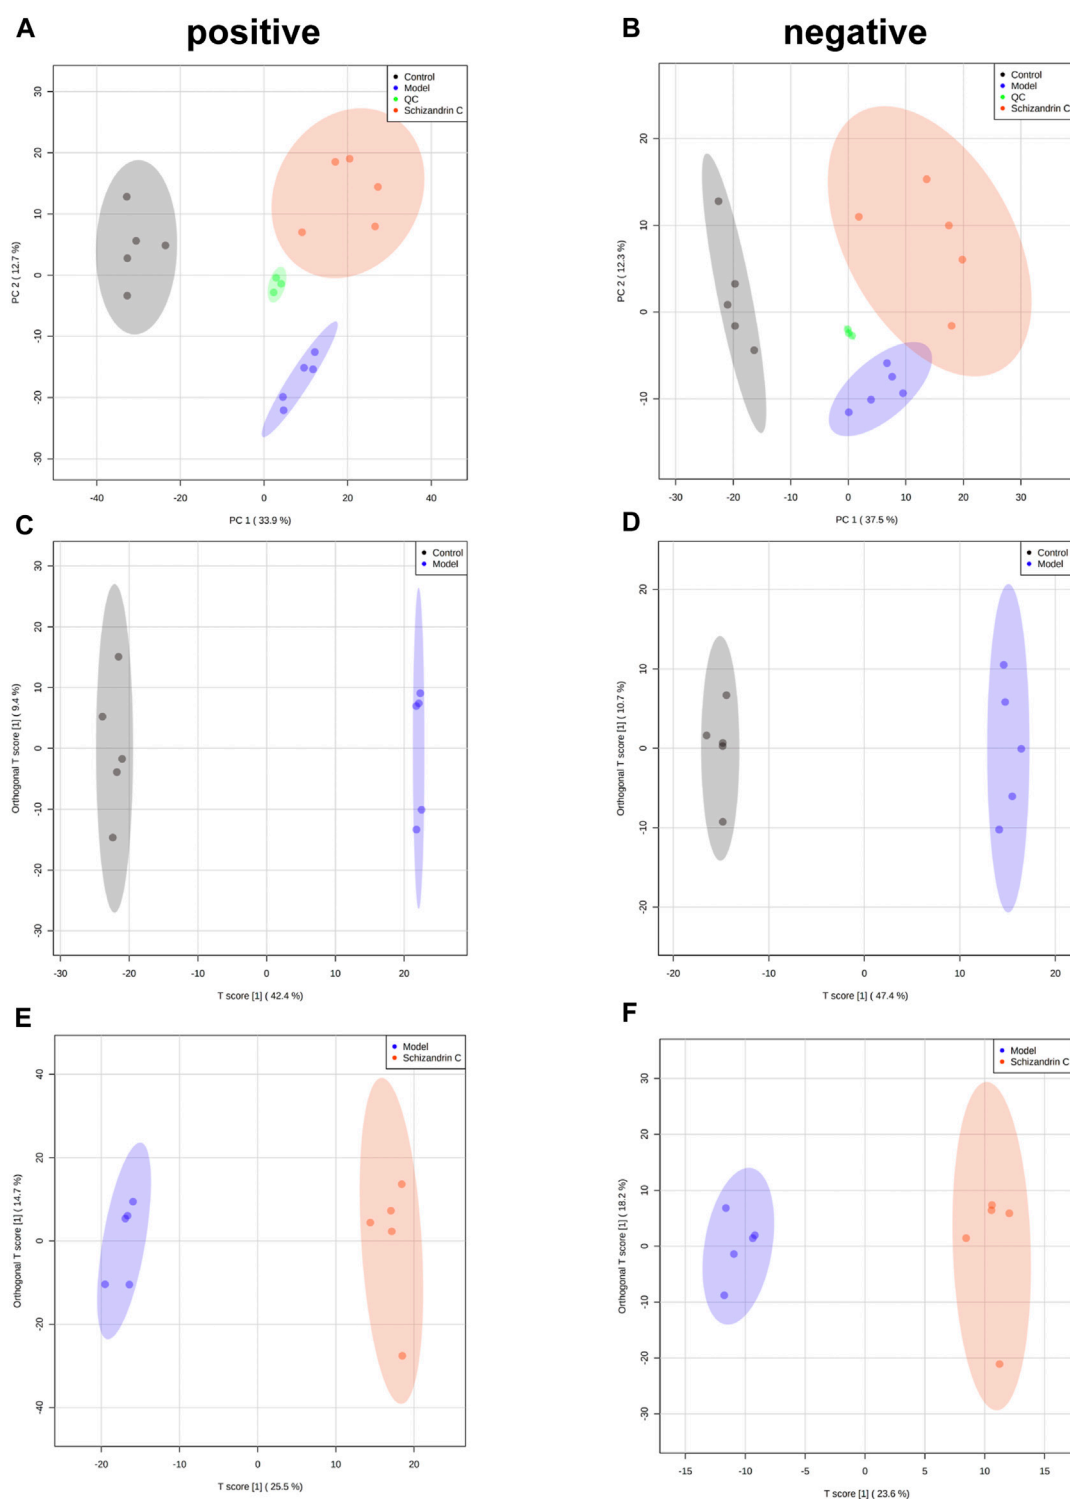 A
positive
B
negative
Control
Model
QC
Schizandrin C
30
20
10
0
-10
-20
-30
PC 2 ( 12.7 %)
-40
-20
0
20
40
PC 1 ( 33.9 %)
Control
Model
QC
Schizandrin C
20
10
0
-10
PC 2 ( 12.3 %)
-30
-20
-10
0
10
20
30
PC 1 ( 37.5 %)
C
Control
Model
30
20
10
0
-10
-20
-30
Orthogonal T score [1] ( 9.4 %)
-30
-20
-10
0
10
20
T score [1] ( 42.4 %)
D
Control
Model
20
10
0
-10
-20
Orthogonal T score [1] ( 10.7 %)
-20
-10
0
10
20
T score [1] ( 47.4 %)
E
Model
Schizandrin C
40
20
0
-20
-40
Orthogonal T score [1] ( 14.7 %)
-20
-10
0
10
20
T score [1] ( 25.5 %)
F
Model
Schizandrin C
30
20
10
0
-10
-20
-30
Orthogonal T score [1] ( 18.2 %)
-15
-10
-5
0
5
10
15
T score [1] ( 23.6 %)